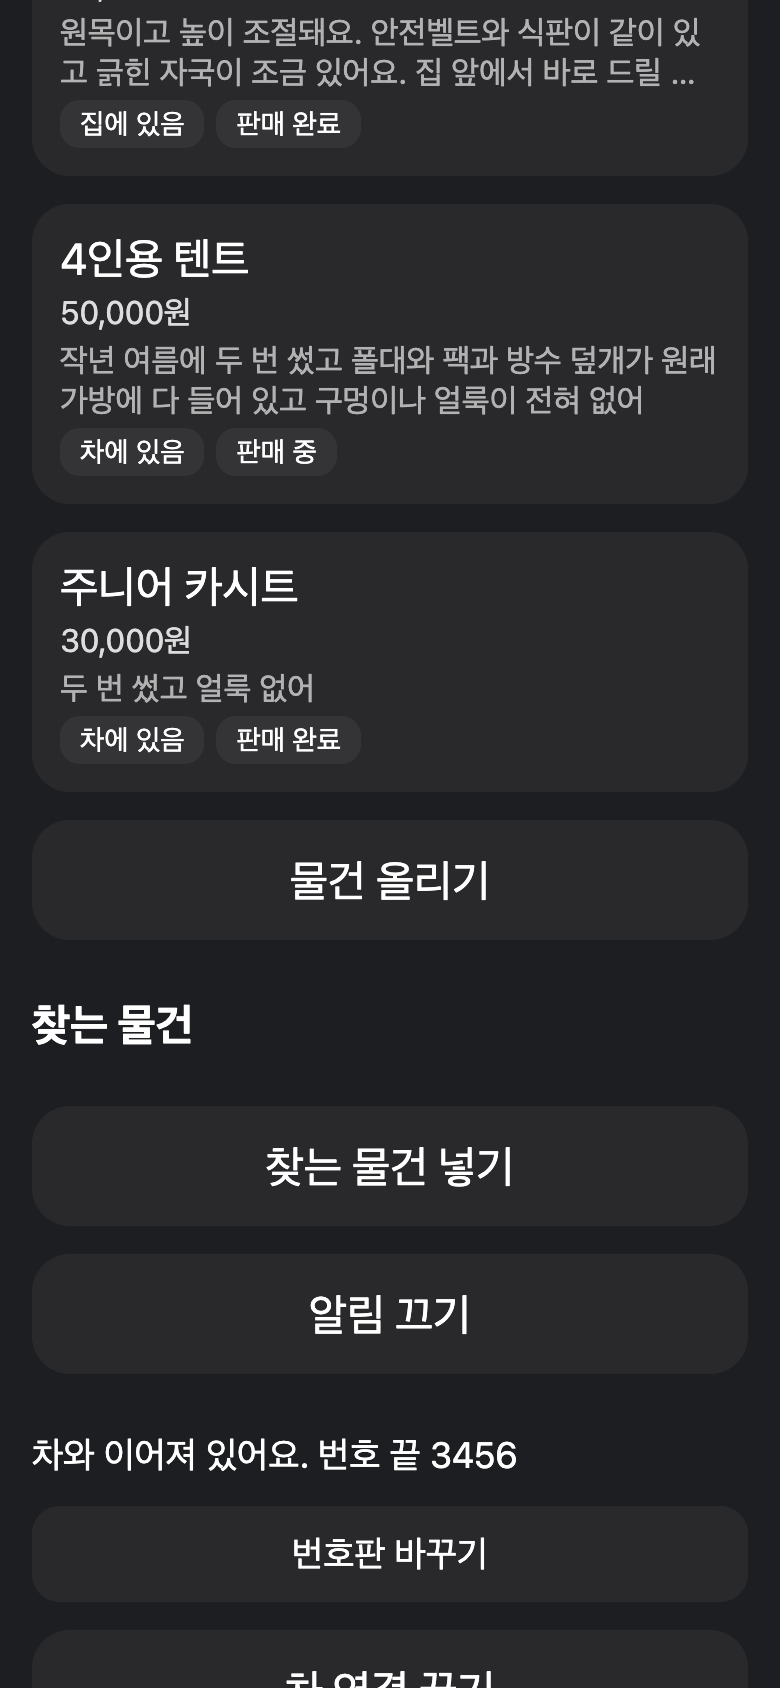 원목이고 높이 조절돼요. 안전벨트와 식판이 같이 있
고 긁힌 자국이 조금 있어요. 집 앞에서 바로 드릴 ...
집에 있음
판매 완료
4인용 텐트
50,000원
작년 여름에 두 번 썼고 폴대와 팩과 방수 덮개가 원래
가방에 다 들어 있고 구멍이나 얼룩이 전혀 없어
차에 있음
판매 중
주니어 카시트
30,000원
두 번 썼고 얼룩 없어
차에 있음
판매 완료
물건 올리기
찾는 물건
찾는 물건 넣기
알림 끄기
차와 이어져 있어요. 번호 끝 3456
번호판 바꾸기
차 연결 끊기